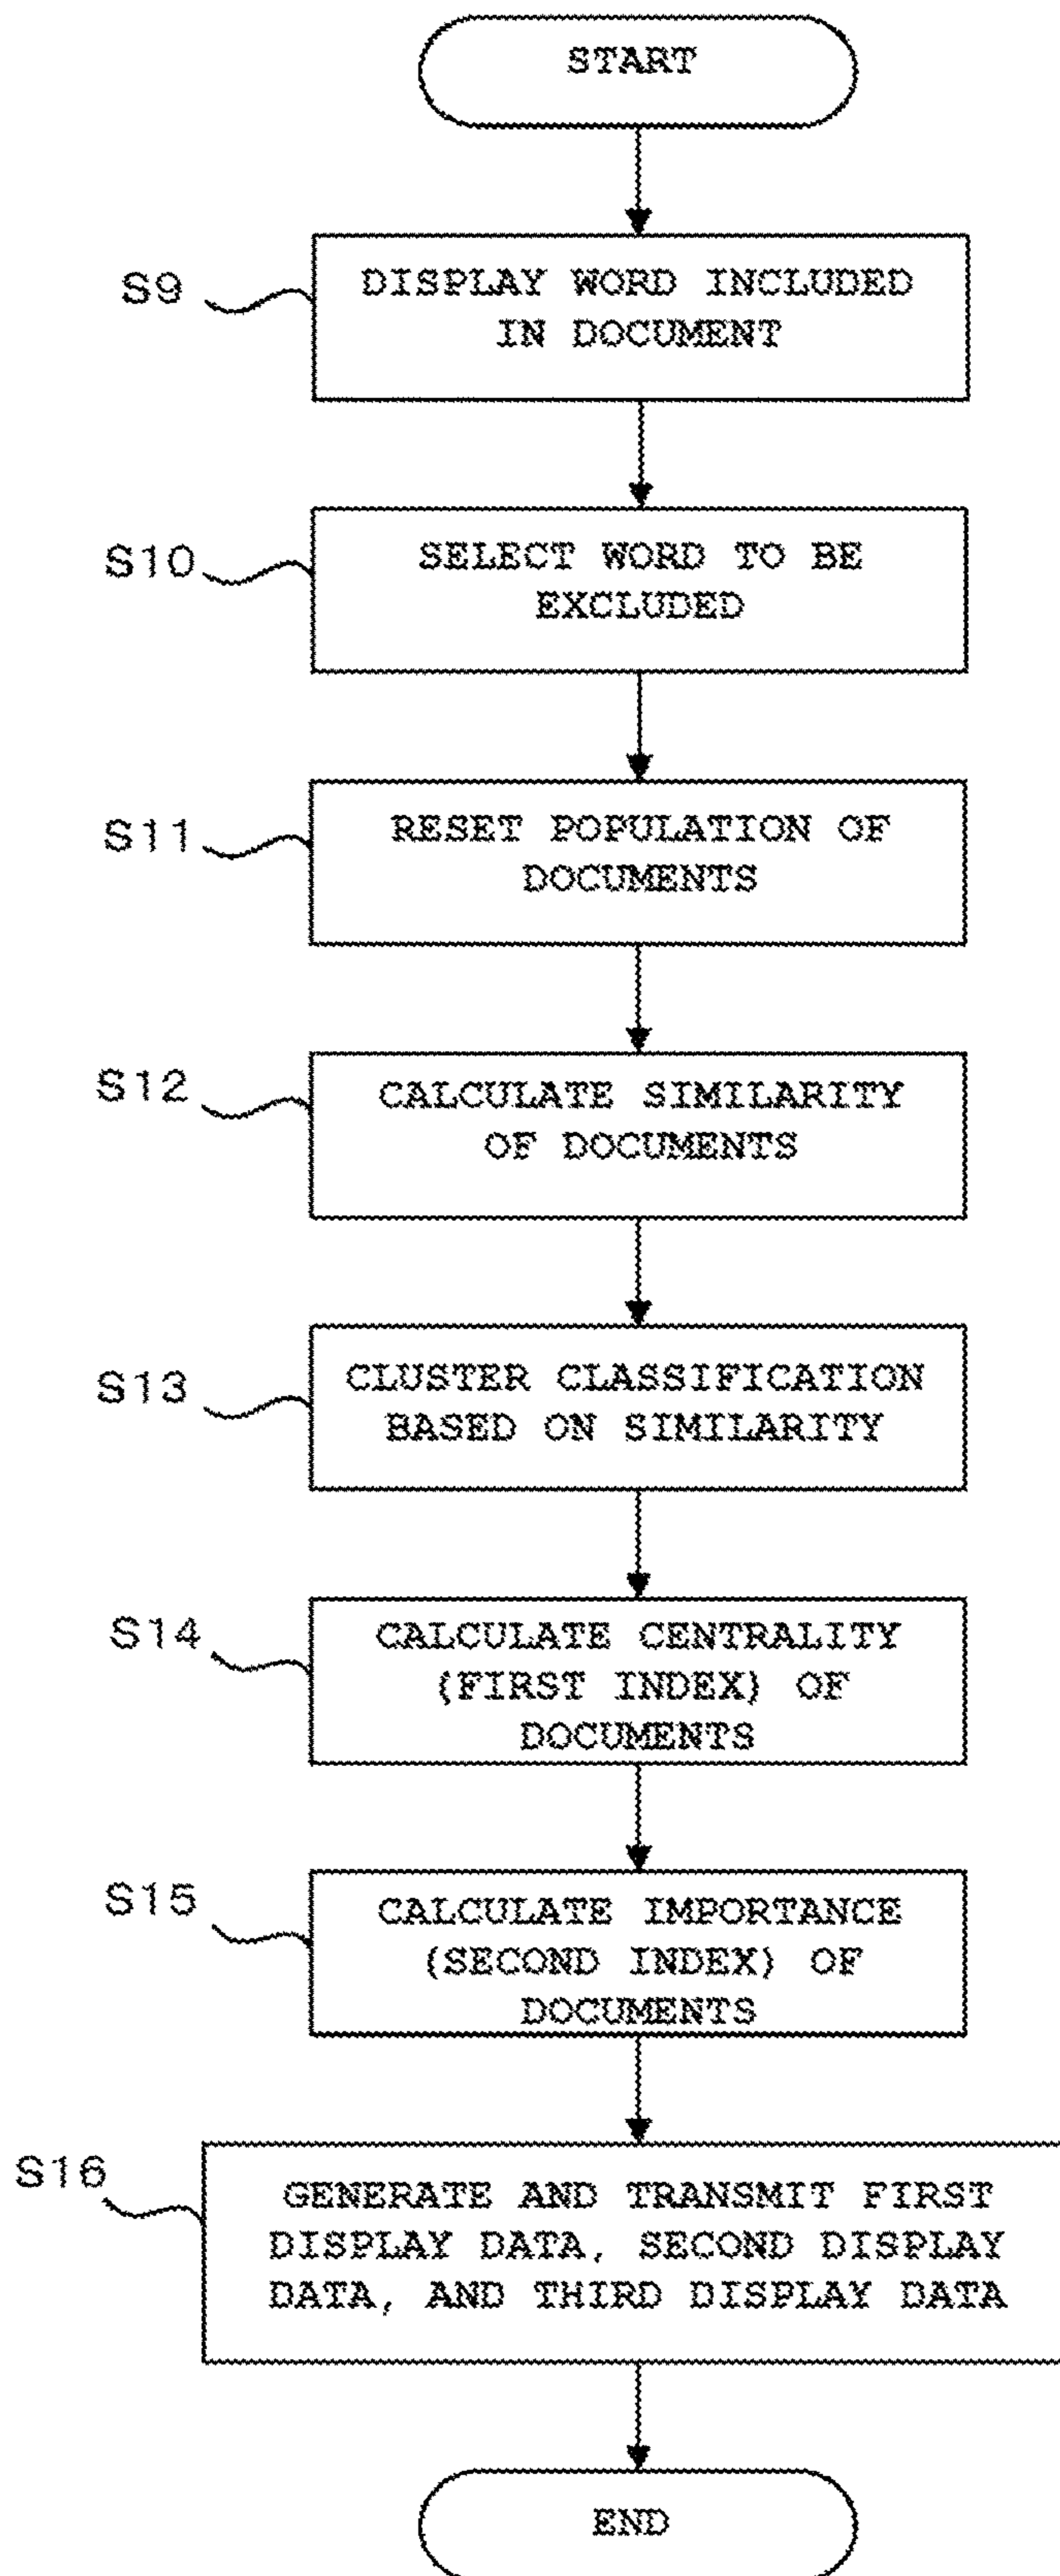 START
S9
DISPLAY WORD INCLUDED
IN DOCUMENT
S10
SELECT WORD TO BE
EXCLUDED
S11
RESET POPULATION OF
DOCUMENTS
S12
CALCULATE SIMILARITY
OF DOCUMENTS
S13
CLUSTER CLASSIFICATION
BASED ON SIMILARITY
S14
CALCULATE CENTRALITY
(FIRST INDEX) OF
DOCUMENTS
S15
CALCULATE IMPORTANCE
(SECOND INDEX) OF
DOCUMENTS
S16
GENERATE AND TRANSMIT FIRST
DISPLAY DATA, SECOND DISPLAY
DATA, AND THIRD DISPLAY DATA
END